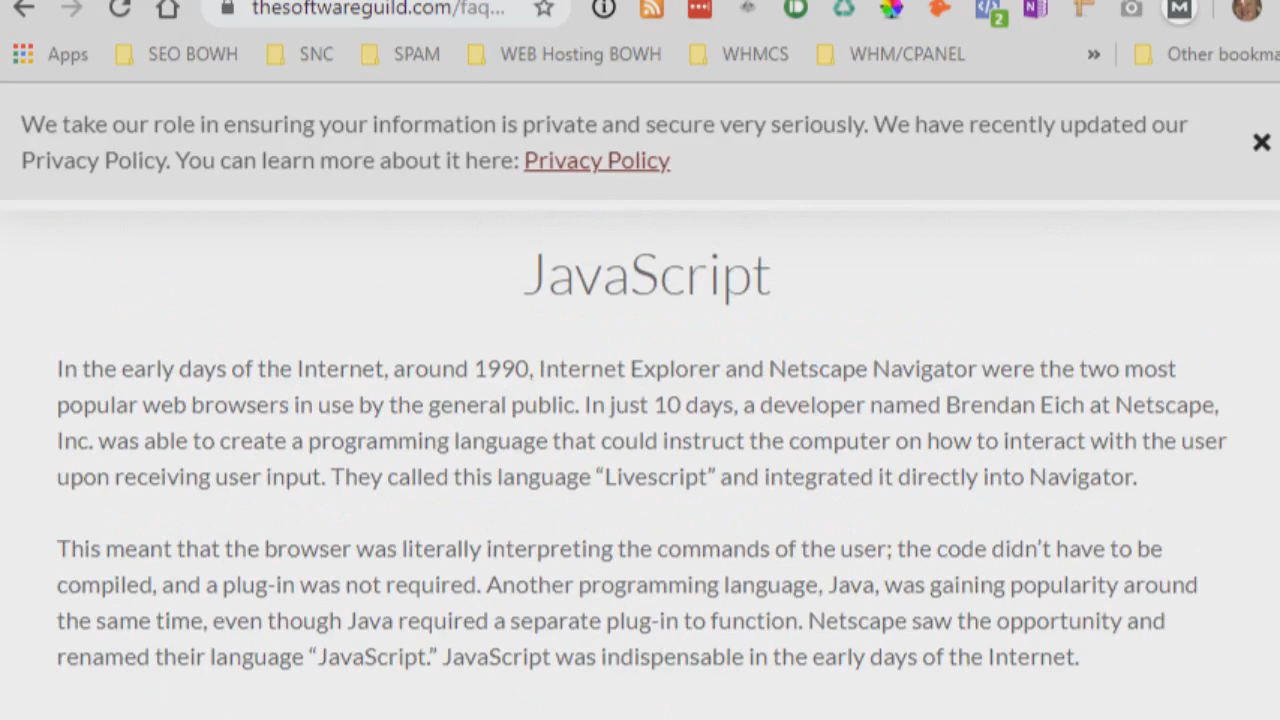 thesoftwareguild.com/faq...
2
Apps SEO BOWH SNC SPAM WEB Hosting BOWH WHMCS WHM/CPANEL » Other bookma
We take our role in ensuring your information is private and secure very seriously. We have recently updated our
Privacy Policy. You can learn more about it here: Privacy Policy
JavaScript
In the early days of the Internet, around 1990, Internet Explorer and Netscape Navigator were the two most
popular web browsers in use by the general public. In just 10 days, a developer named Brendan Eich at Netscape,
Inc. was able to create a programming language that could instruct the computer on how to interact with the user
upon receiving user input. They called this language “Livescript” and integrated it directly into Navigator.
This meant that the browser was literally interpreting the commands of the user; the code didn’t have to be
compiled, and a plug-in was not required. Another programming language, Java, was gaining popularity around
the same time, even though Java required a separate plug-in to function. Netscape saw the opportunity and
renamed their language “JavaScript.” JavaScript was indispensable in the early days of the Internet.